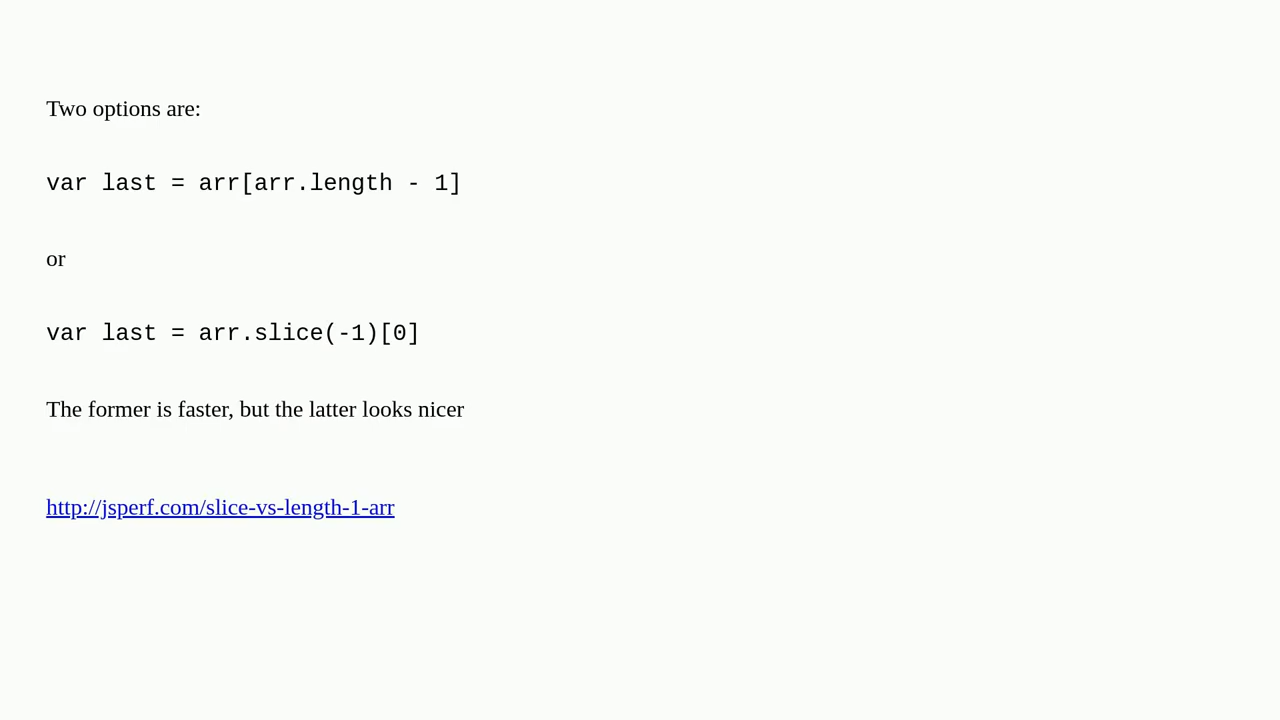 Two options are:
var last = arr[arr.length - 1]
or
var last = arr.slice(-1)[0]
The former is faster, but the latter looks nicer
http://jsperf.com/slice-vs-length-1-arr